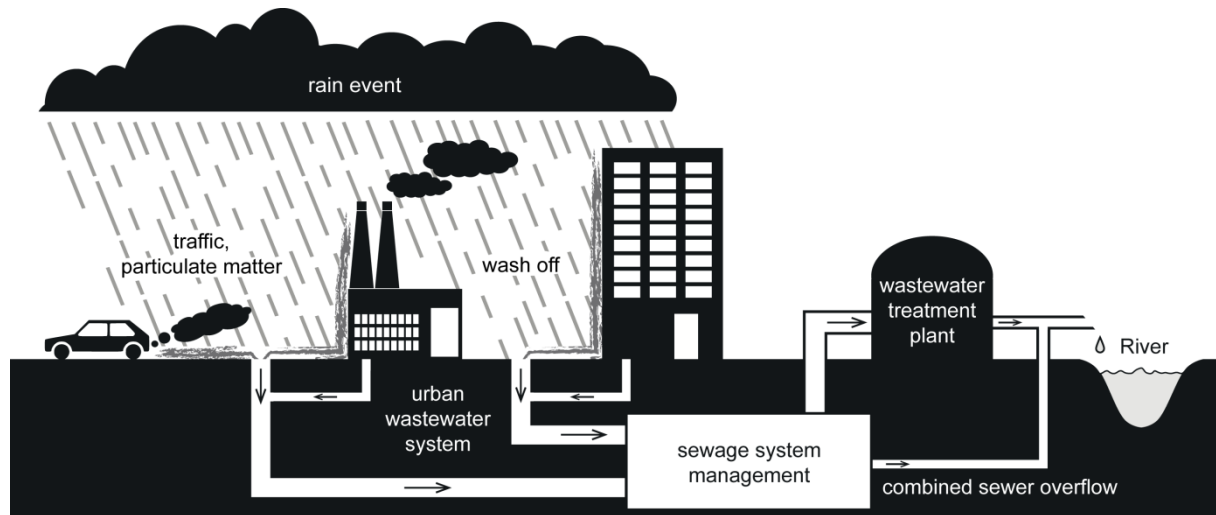 rain event
traffic,
particulate matter
wash off
wastewater
treatment
plant
River
urban
wastewater
system
sewage system
management
combined sewer overflow